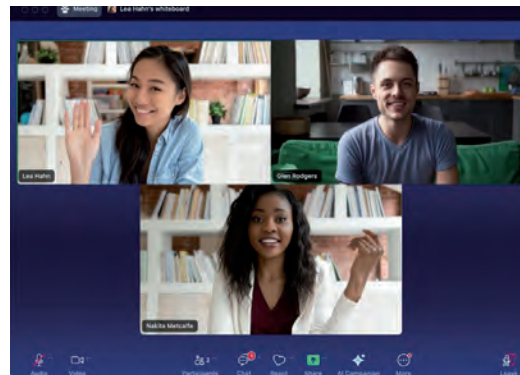 Meeting Lea Hahn's whiteboard
Lea Hahn
Glen Rodgers
Nakita Metcalfe
Audio Video Participants Chat React Share AI Companion More Leave